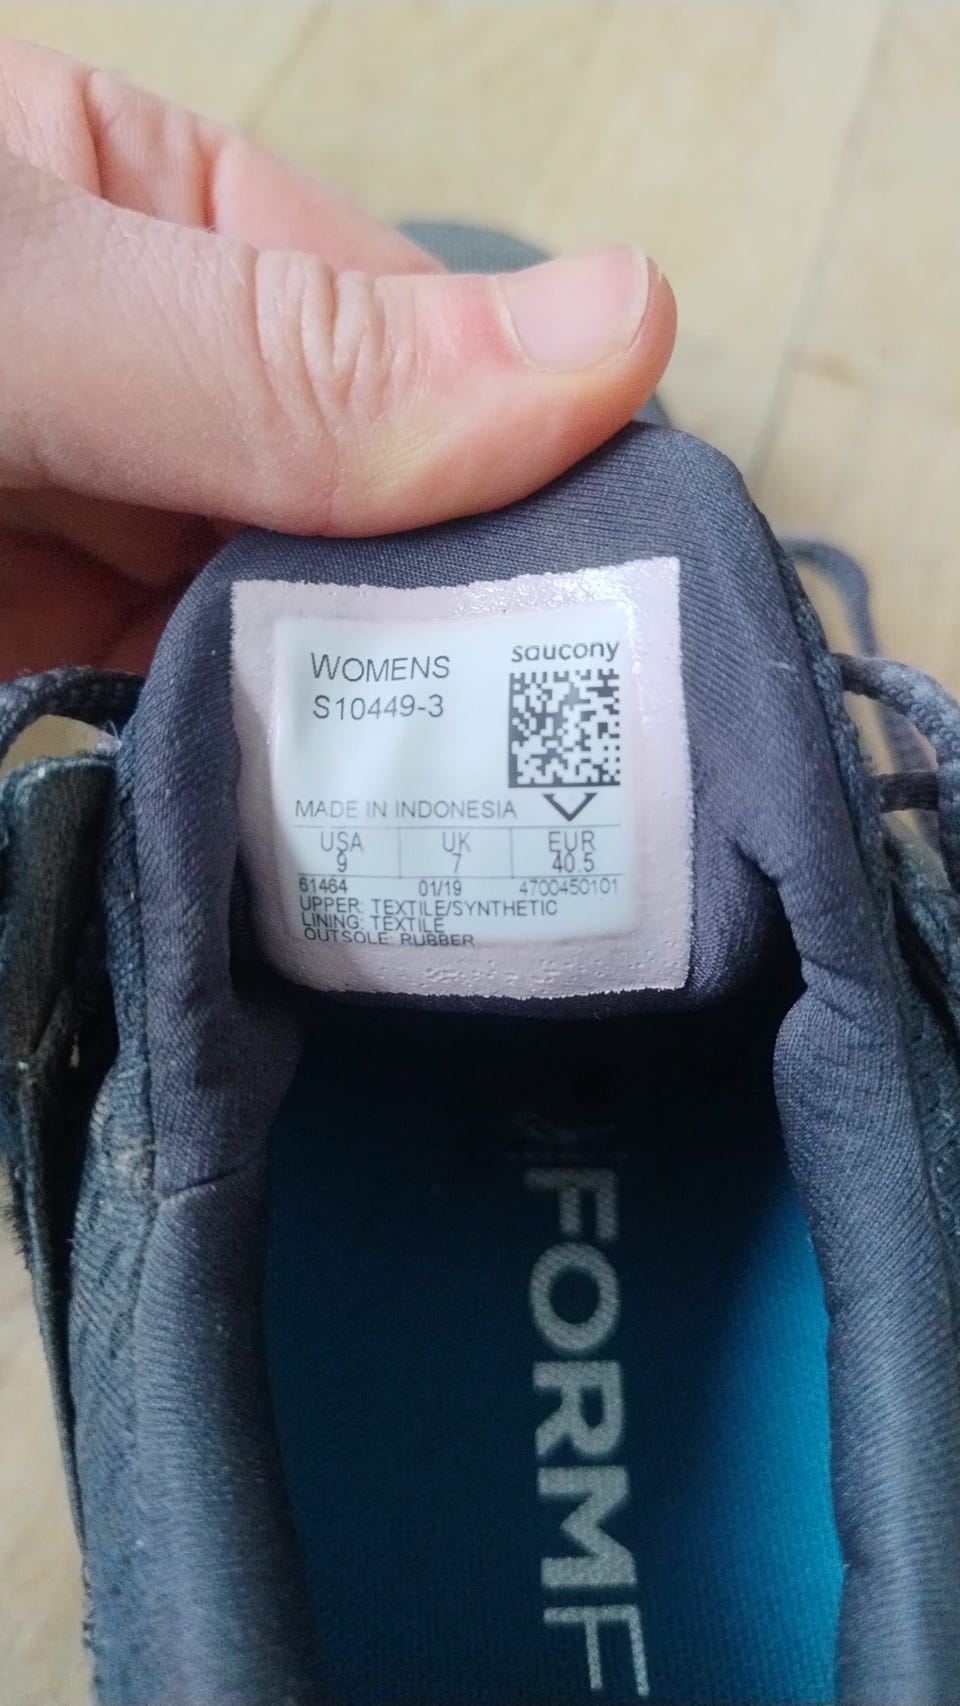 WOMENS
S10449-3
saucony
MADE IN INDONESIA
USA UK EUR
9 7 40.5
61464 01/19 4700450101
UPPER: TEXTILE/SYNTHETIC
LINING: TEXTILE
OUTSOLE: RUBBER
FORMF